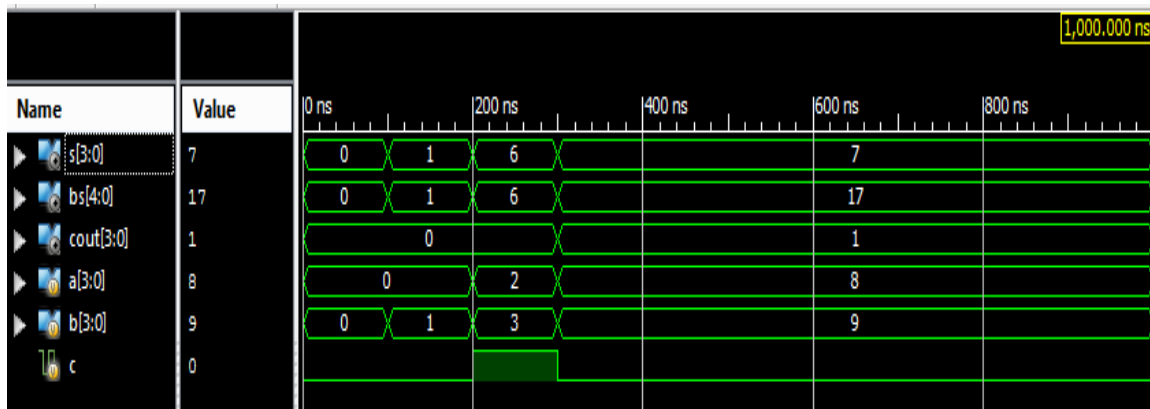 1,000.000 ns
Name Value 0 ns 200 ns 400 ns 600 ns 800 ns
s[3:0] 7 0 1 6 7
bs[4:0] 17 0 1 6 17
cout[3:0] 1 0 1
a[3:0] 8 0 2 8
b[3:0] 9 0 1 3 9
c 0